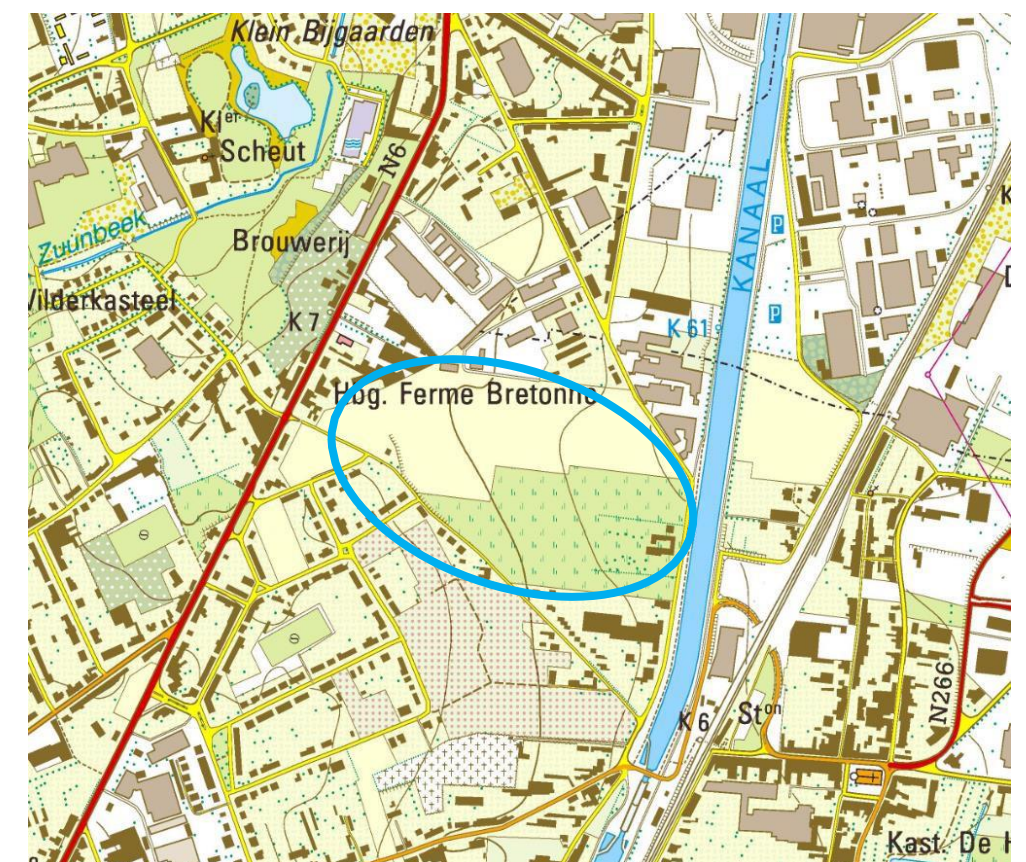 Klein Bijgaarden
Kl er
Scheut
N6
KANAAL
Zuunbeek
Brouwerij
P
Wilderkasteel
K 7
P
K 61
Hbg. Ferme Bretonne
N266
K 6
St on
Kast. De H